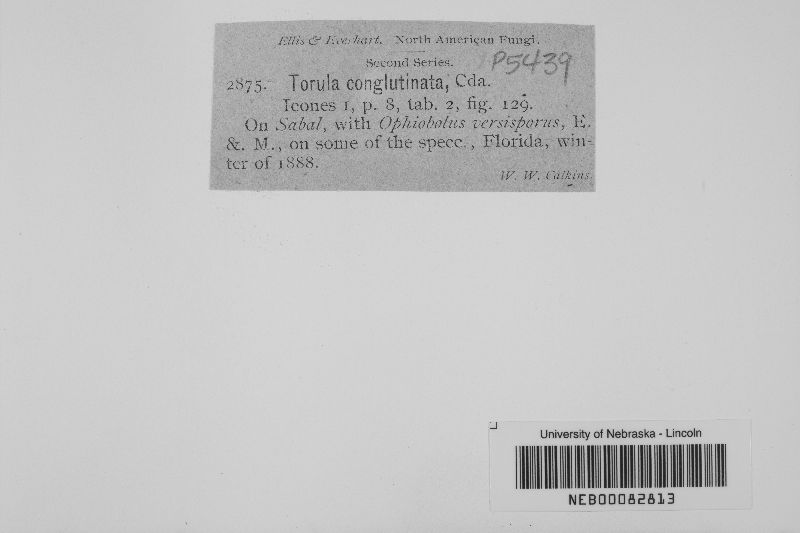 Ellis & Everhart. North American Fungi.
Second Series.
P5439
2875. Torula conglutinata, Cda.
Icones 1, p. 8, tab. 2, fig. 129.
On Sabal, with Ophiobolus versisporus, E.
&. M., on some of the spece., Florida, win-
ter of 1888.
W. W. Calkins.
University of Nebraska - Lincoln
NEB00082813